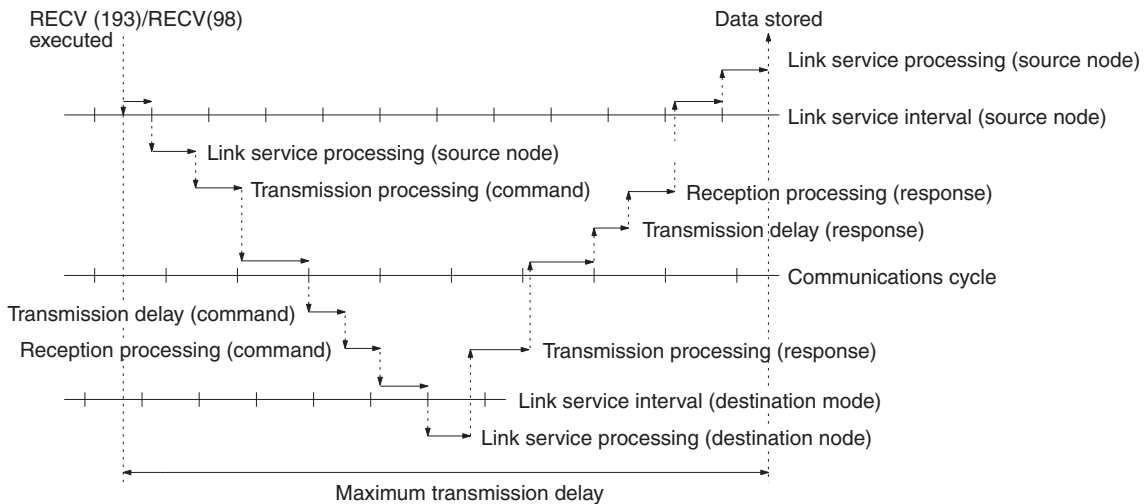 RECV (193)/RECV(98)
executed
Data stored
Link service processing (source node)
Link service interval (source node)
Link service processing (source node)
Transmission processing (command)
Reception processing (response)
Transmission delay (response)
Communications cycle
Transmission delay (command)
Reception processing (command)
Transmission processing (response)
Link service interval (destination mode)
Link service processing (destination node)
Maximum transmission delay